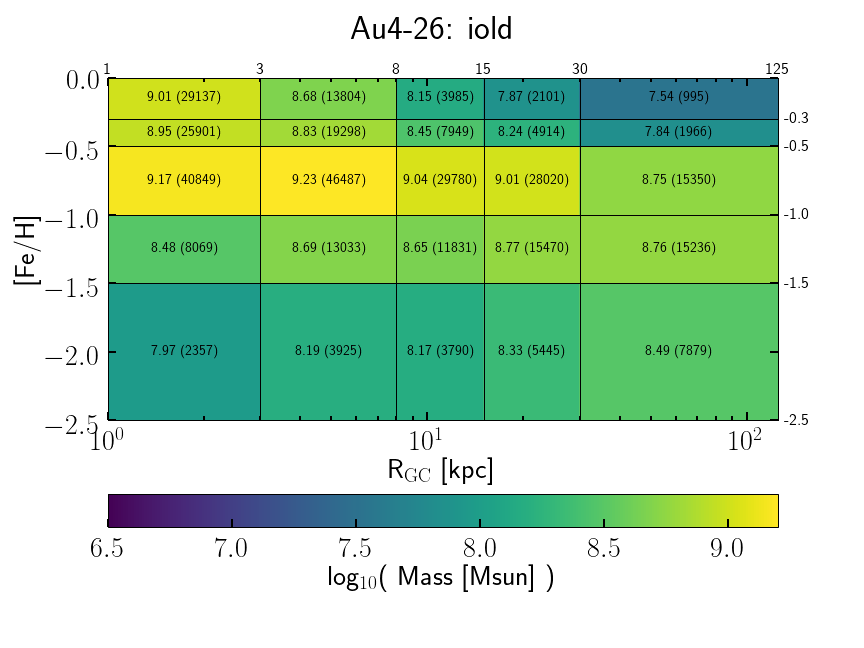 Au4-26: iold
1 3 8 15 30 125
0.0 9.01 (29137) 8.68 (13804) 8.15 (3985) 7.87 (2101) 7.54 (995)
-0.3
8.95 (25901) 8.83 (19298) 8.45 (7949) 8.24 (4914) 7.84 (1966)
−0.5 -0.5
9.17 (40849) 9.23 (46487) 9.04 (29780) 9.01 (28020) 8.75 (15350)
−1.0 -1.0
[Fe/H]
8.48 (8069) 8.69 (13033) 8.65 (11831) 8.77 (15470) 8.76 (15236)
−1.5 -1.5
−2.0 7.97 (2357) 8.19 (3925) 8.17 (3790) 8.33 (5445) 8.49 (7879)
−2.5 -2.5
10⁰ 10¹ 10²
R_GC [kpc]
6.5 7.0 7.5 8.0 8.5 9.0
log₁₀( Mass [Msun] )